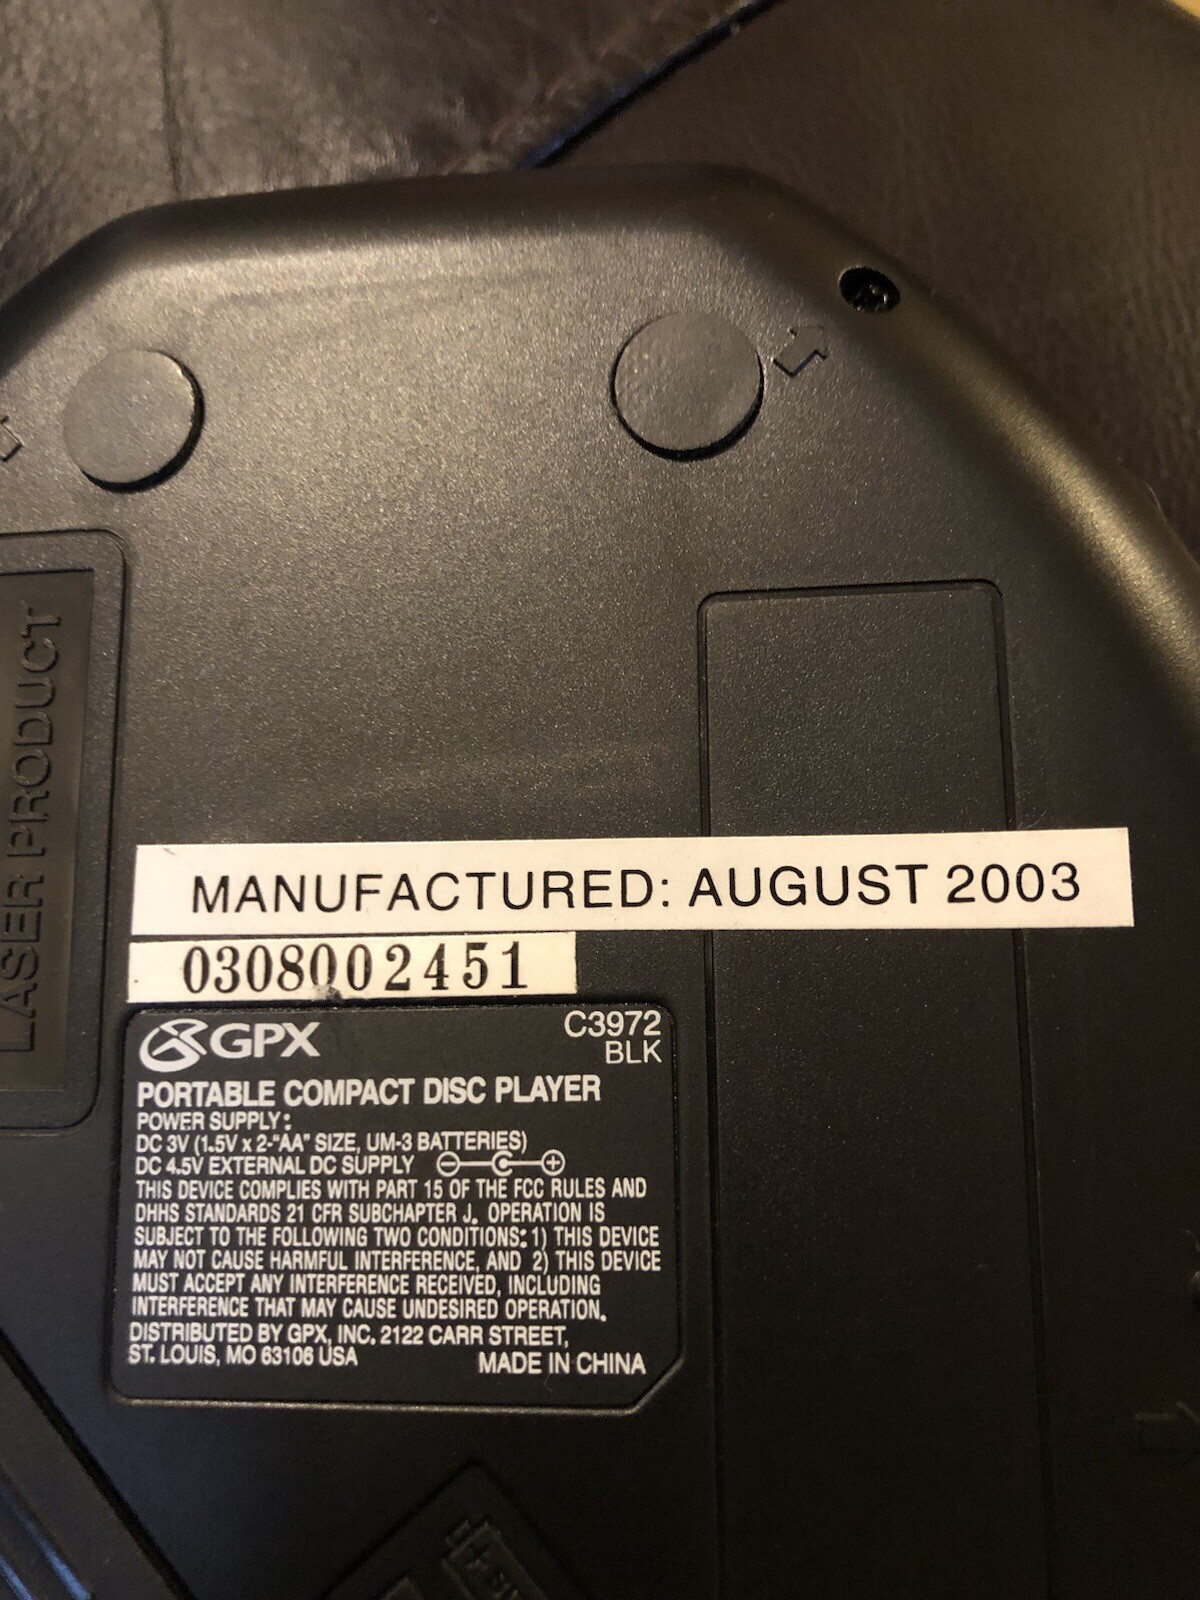 LASER PRODUCT
MANUFACTURED: AUGUST 2003
0308002451
GPX
C3972
BLK
PORTABLE COMPACT DISC PLAYER
POWER SUPPLY:
DC 3V (1.5V x 2-"AA" SIZE, UM-3 BATTERIES)
DC 4.5V EXTERNAL DC SUPPLY
THIS DEVICE COMPLIES WITH PART 15 OF THE FCC RULES AND
DHHS STANDARDS 21 CFR SUBCHAPTER J. OPERATION IS
SUBJECT TO THE FOLLOWING TWO CONDITIONS: 1) THIS DEVICE
MAY NOT CAUSE HARMFUL INTERFERENCE, AND 2) THIS DEVICE
MUST ACCEPT ANY INTERFERENCE RECEIVED, INCLUDING
INTERFERENCE THAT MAY CAUSE UNDESIRED OPERATION.
DISTRIBUTED BY GPX, INC. 2122 CARR STREET,
ST. LOUIS, MO 63106 USA MADE IN CHINA